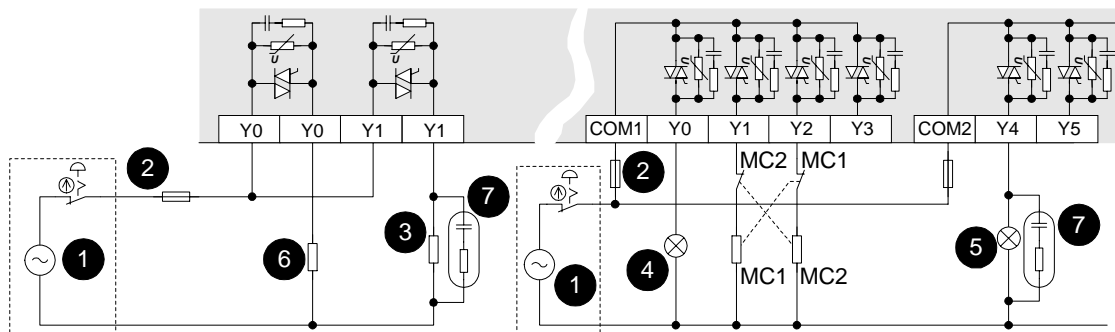 U U U U U U U U
Y0 Y0 Y1 Y1 COM1 Y0 Y1 Y2 Y3 COM2 Y4 Y5
2 MC2 MC1 2
7 3 7
1 6 4 5 1
MC1 MC2